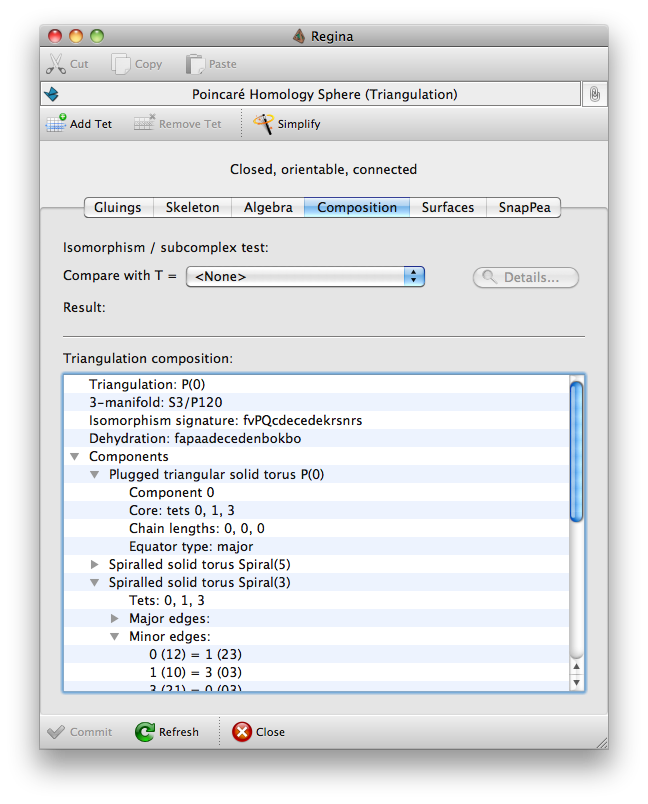 Regina
Cut Copy Paste
Poincaré Homology Sphere (Triangulation)
Add Tet Remove Tet Simplify
Closed, orientable, connected
Gluings Skeleton Algebra Composition Surfaces SnapPea
Isomorphism / subcomplex test:
Compare with T = <None> Details...
Result:
Triangulation composition:
Triangulation: P(0)
3-manifold: S3/P120
Isomorphism signature: fvPQcdecedekrsnrs
Dehydration: fapaadecedenbokbo
Components
Plugged triangular solid torus P(0)
Component 0
Core: tets 0, 1, 3
Chain lengths: 0, 0, 0
Equator type: major
Spiralled solid torus Spiral(5)
Spiralled solid torus Spiral(3)
Tets: 0, 1, 3
Major edges:
Minor edges:
0 (12) = 1 (23)
1 (10) = 3 (03)
3 (21) = 0 (03)
Commit Refresh Close